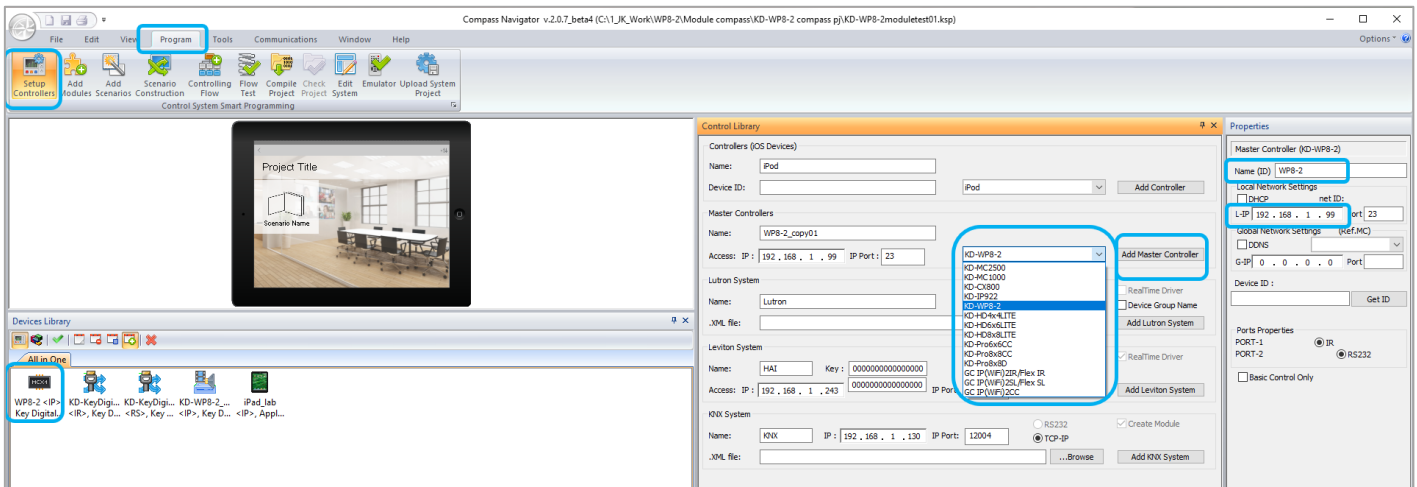 Compass Navigator v.2.0.7_beta4 (C:\1_JK_Work\WP8-2\Module compass\KD-WP8-2 compass pj\KD-WP8-2moduletest01.ksp)
File Edit View Program Tools Communications Window Help Options
Setup Controllers
Add Modules
Add Scenarios
Scenario Construction
Controlling Flow
Flow Test
Compile Project
Check Project
Edit System
Emulator
Upload System Project
Control System Smart Programming
Project Title
Scenario Name
Devices Library
All in One
WP8-2 <IP> Key Digital...
KD-KeyDigi... <IR>, Key D...
KD-KeyDigi... <RS>, Key ...
KD-WP8-2_... <IP>, Key D...
iPad_lab <IP>, Appl...
Control Library
Controllers (iOS Devices)
Name: iPod
Device ID: iPod Add Controller
Master Controllers
Name: WP8-2_copy01
Access: IP : 192 . 168 . 1 . 99 IP Port : 23 KD-WP8-2 Add Master Controller
KD-MC2500
KD-MC1000
KD-CX800
KD-IP922
KD-WP8-2
KD-HD4x4LITE
KD-HD6x6LITE
KD-HD8x8LITE
KD-Pro6x6CC
KD-Pro8x8CC
KD-Pro8x8D
GC IP(WiFi)2IR/Flex IR
GC IP(WiFi)2SL/Flex SL
GC IP(WiFi)2CC
Lutron System
RealTime Driver
Name: Lutron Device Group Name
.XML file: Add Lutron System
Leviton System
RealTime Driver
Name: HAI Key : 0000000000000000
0000000000000000
Access: IP : 192 . 168 . 1 . 243 IP Por Add Leviton System
KNX System
RS232 Create Module
Name: KNX IP : 192 . 168 . 1 . 130 IP Port: 12004 TCP-IP
.XML file: ...Browse Add KNX System
Properties
Master Controller (KD-WP8-2)
Name (ID) WP8-2
Local Network Settings
DHCP net ID:
L-IP 192 . 168 . 1 . 99 ort 23
Global Network Settings (Ref.MC)
DDNS
G-IP 0 . 0 . 0 . 0 Port
Device ID :
Get ID
Ports Properties
PORT-1 IR
PORT-2 RS232
Basic Control Only